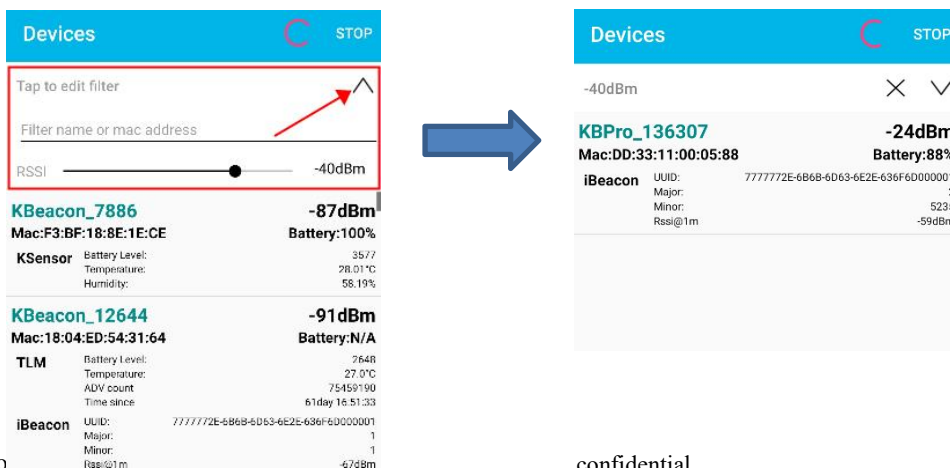 Devices STOP
Tap to edit filter
Filter name or mac address
RSSI -40dBm
KBeacon_7886 -87dBm
Mac:F3:BF:18:8E:1E:CE Battery:100%
KSensor Battery Level: 3577
Temperature: 28.01°C
Humidity: 58.19%
KBeacon_12644 -91dBm
Mac:18:04:ED:54:31:64 Battery:N/A
TLM Battery Level: 2648
Temperature: 27.0°C
ADV count 75459190
Time since 61day 16:51:33
iBeacon UUID: 7777772E-6B6B-6D63-6E2E-636F6D000001
Major: 1
Minor: 1
Rssi@1m -67dBm
Devices STOP
-40dBm
KBPro_136307 -24dBm
Mac:DD:33:11:00:05:88 Battery:88%
iBeacon UUID: 7777772E-6B6B-6D63-6E2E-636F6D000001
Major:
Minor:
Rssi@1m -59dBm
confidential